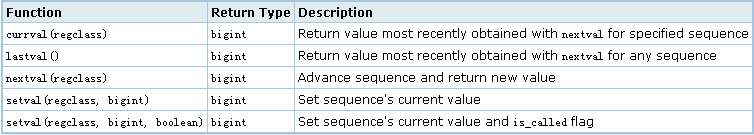 Function Return Type Description
currval(regclass) bigint Return value most recently obtained with nextval for specified sequence
lastval() bigint Return value most recently obtained with nextval for any sequence
nextval(regclass) bigint Advance sequence and return new value
setval(regclass, bigint) bigint Set sequence's current value
setval(regclass, bigint, boolean) bigint Set sequence's current value and is_called flag